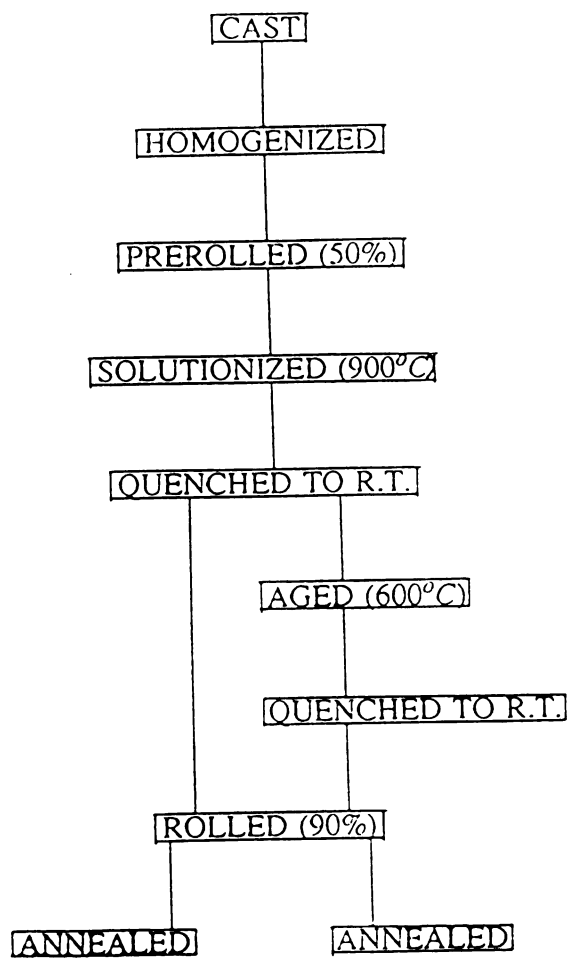 CAST
HOMOGENIZED
PREROLLED (50%)
SOLUTIONIZED (900°C)
QUENCHED TO R.T.
AGED (600°C)
QUENCHED TO R.T.
ROLLED (90%)
ANNEALED
ANNEALED